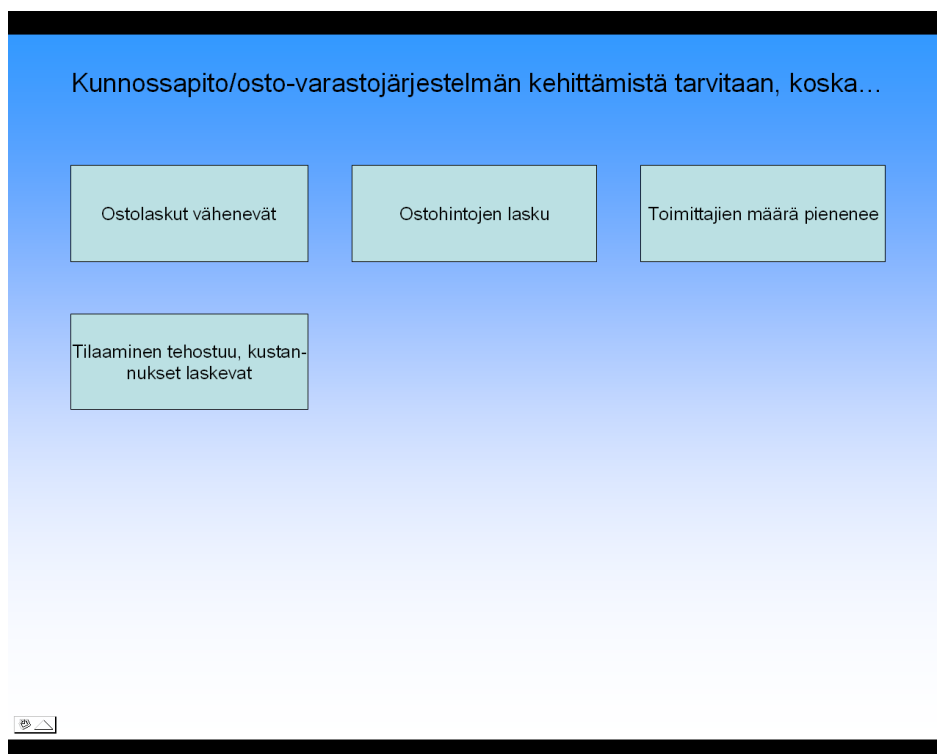 Kunnossapito/osto-varastojärjestelmän kehittämistä tarvitaan, koska…
Ostolaskut vähenevät
Ostohintojen lasku
Toimittajien määrä pienenee
Tilaaminen tehostuu, kustan-
nukset laskevat